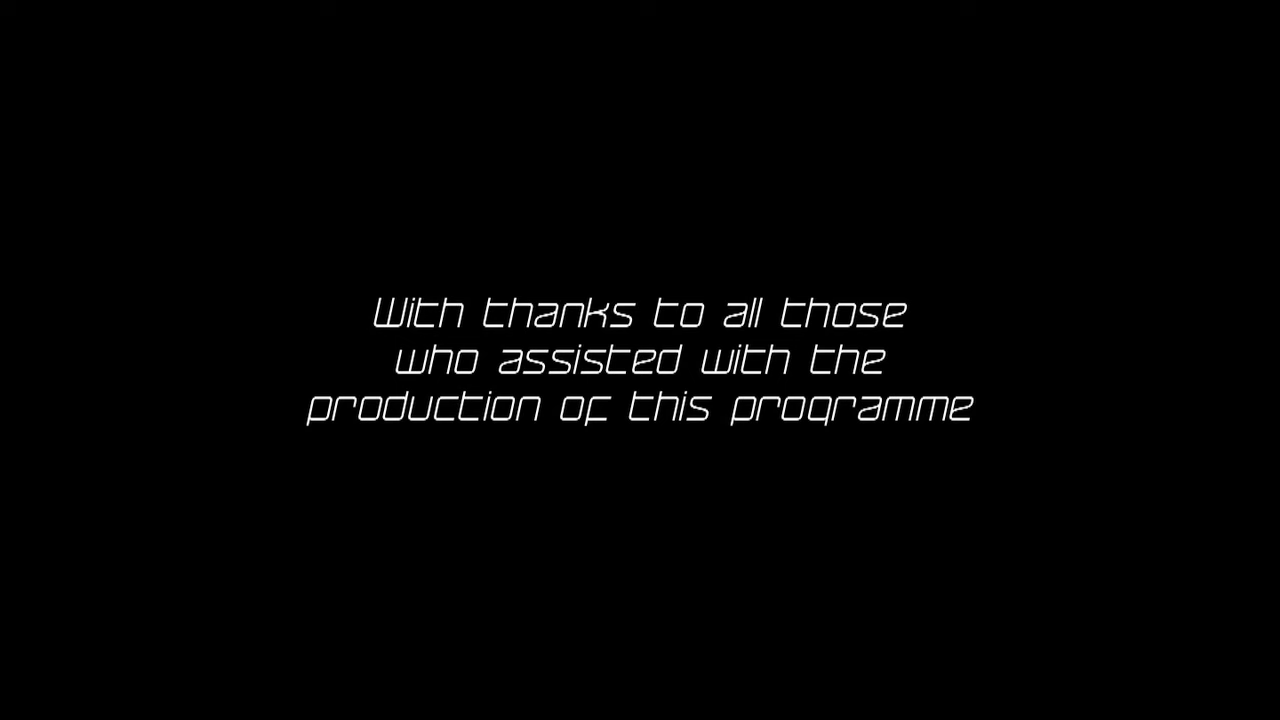 With thanks to all those
who assisted with the
production of this programme